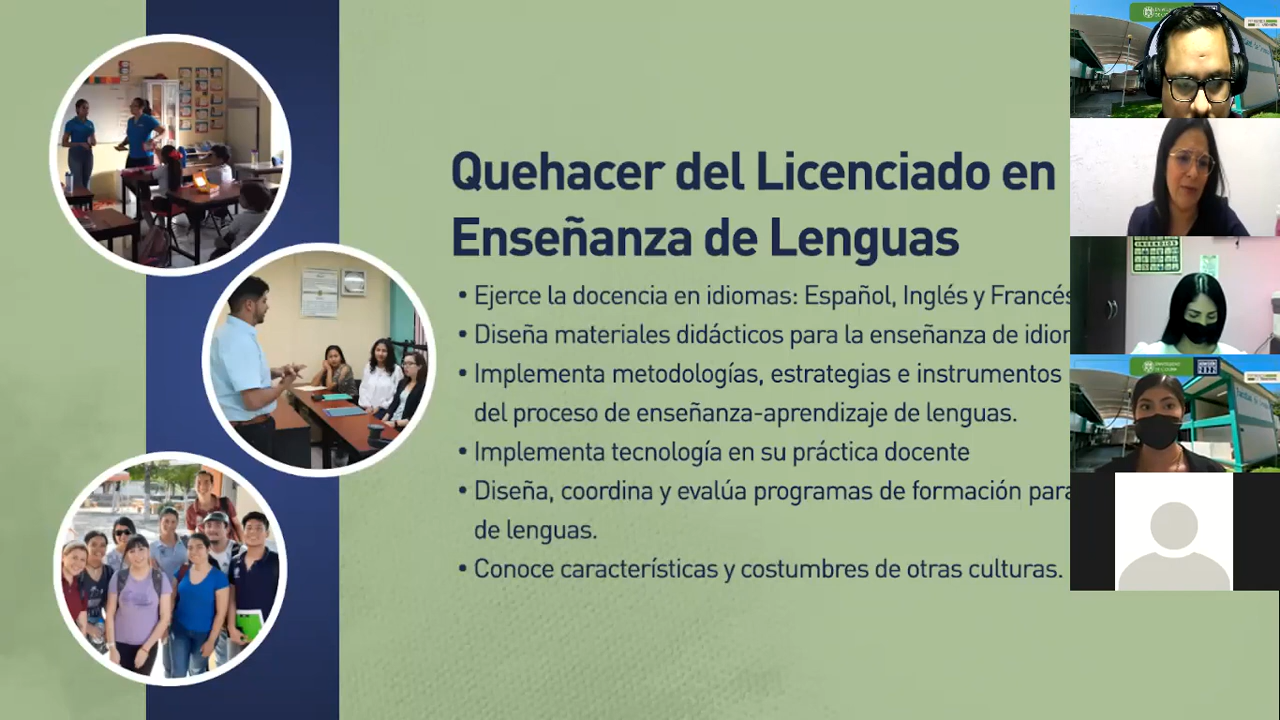 Quehacer del Licenciado en
Enseñanza de Lenguas
• Ejerce la docencia en idiomas: Español, Inglés y Francés
• Diseña materiales didácticos para la enseñanza de
• Implementa metodologías, estrategias e instrumentos
del proceso de enseñanza-aprendizaje de lenguas.
• Implementa tecnología en su práctica docente
• Diseña, coordina y evalúa programas de formación para
de lenguas.
• Conoce características y costumbres de otras culturas.